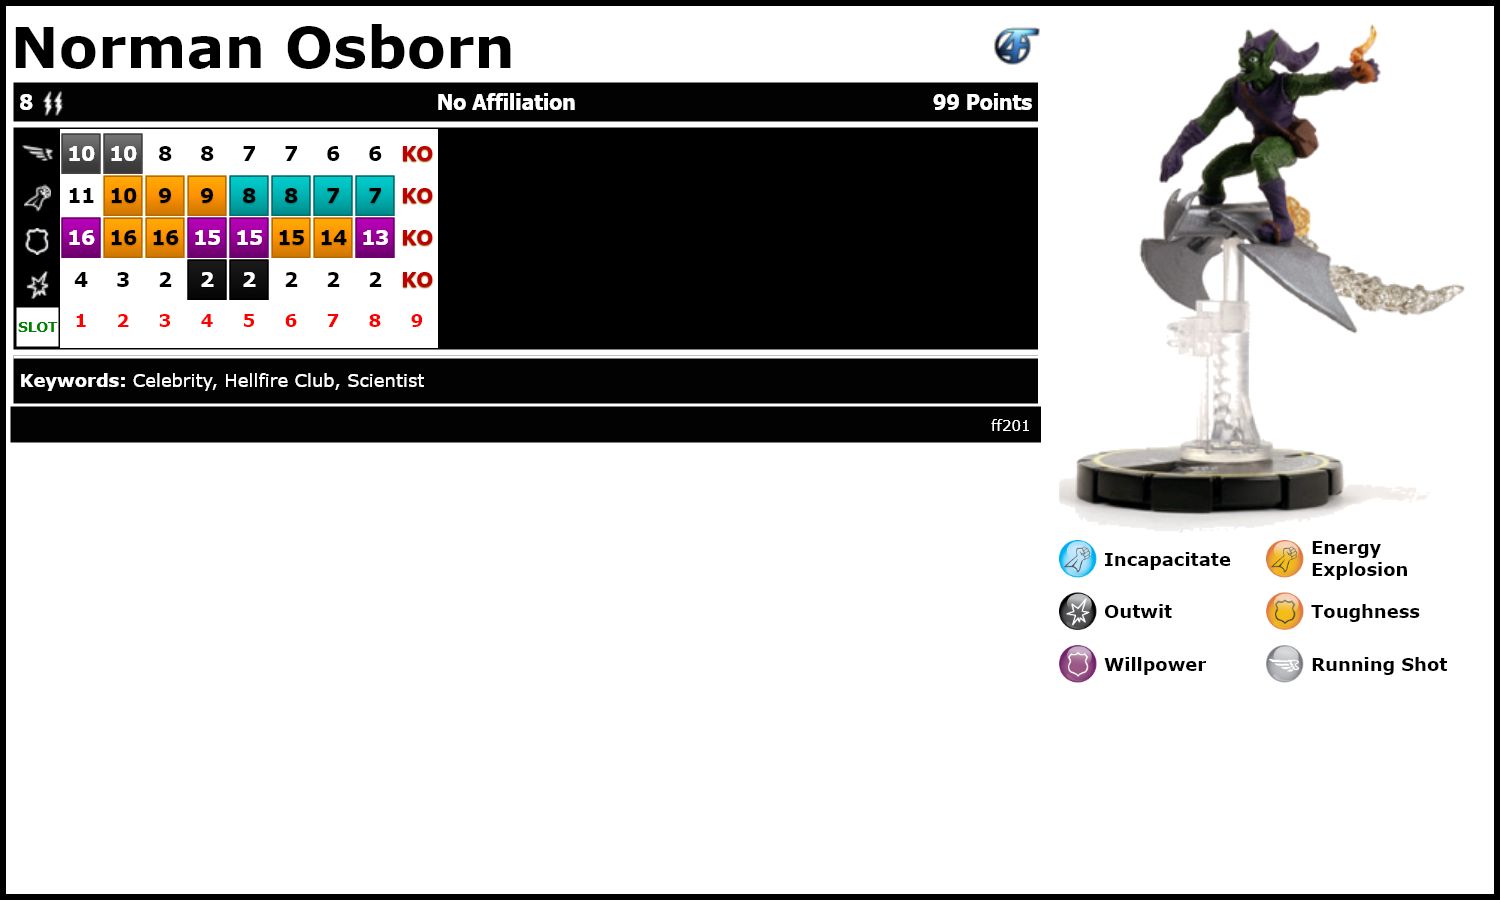 Norman Osborn
8 No Affiliation 99 Points
10 10 8 8 7 7 6 6 KO
11 10 9 9 8 8 7 7 KO
16 16 16 15 15 15 14 13 KO
4 3 2 2 2 2 2 2 KO
SLOT 1 2 3 4 5 6 7 8 9
Keywords: Celebrity, Hellfire Club, Scientist
ff201
Incapacitate
Energy
Explosion
Outwit
Toughness
Willpower
Running Shot